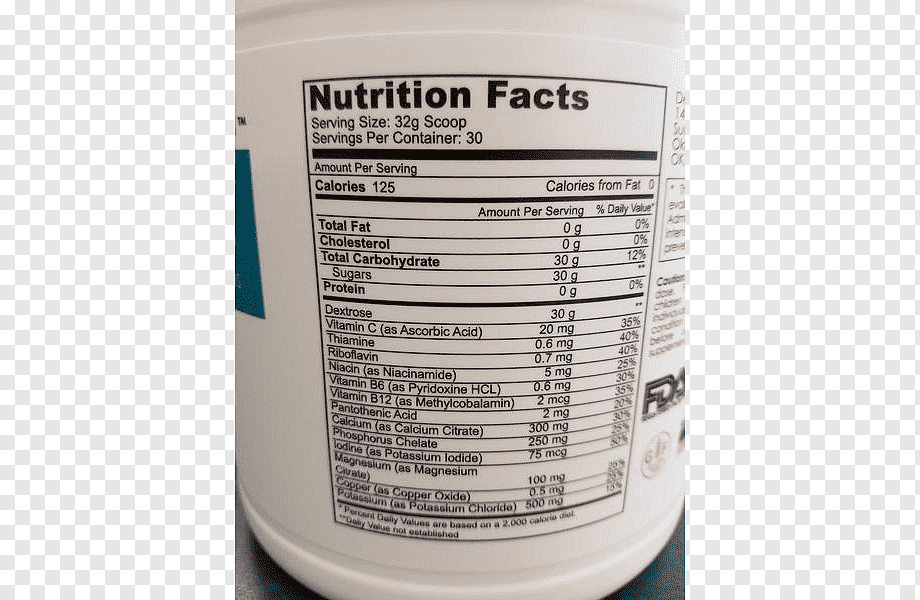 ™
Nutrition Facts
Serving Size: 32g Scoop
Servings Per Container: 30
Amount Per Serving
Calories 125 Calories from Fat 0
Amount Per Serving % Daily Value*
Total Fat 0 g 0%
Cholesterol 0 g 0%
Total Carbohydrate 30 g 12%
Sugars 30 g **
Protein 0 g 0%
Dextrose 30 g **
Vitamin C (as Ascorbic Acid) 20 mg 35%
Thiamine 0.6 mg 40%
Riboflavin 0.7 mg 40%
Niacin (as Niacinamide) 5 mg 25%
Vitamin B6 (as Pyridoxine HCL) 0.6 mg 30%
Vitamin B12 (as Methylcobalamin) 2 mcg 35%
Pantothenic Acid 2 mg 20%
Calcium (as Calcium Citrate) 300 mg 30%
Phosphorus Chelate 250 mg 25%
Iodine (as Potassium Iodide) 75 mcg 50%
Magnesium (as Magnesium
Citrate) 100 mg 25%
Copper (as Copper Oxide) 0.5 mg 25%
Potassium (as Potassium Chloride) 500 mg 15%
* Percent Daily Values are based on a 2,000 calorie diet.
**Daily Value not established
Caution:
dose.